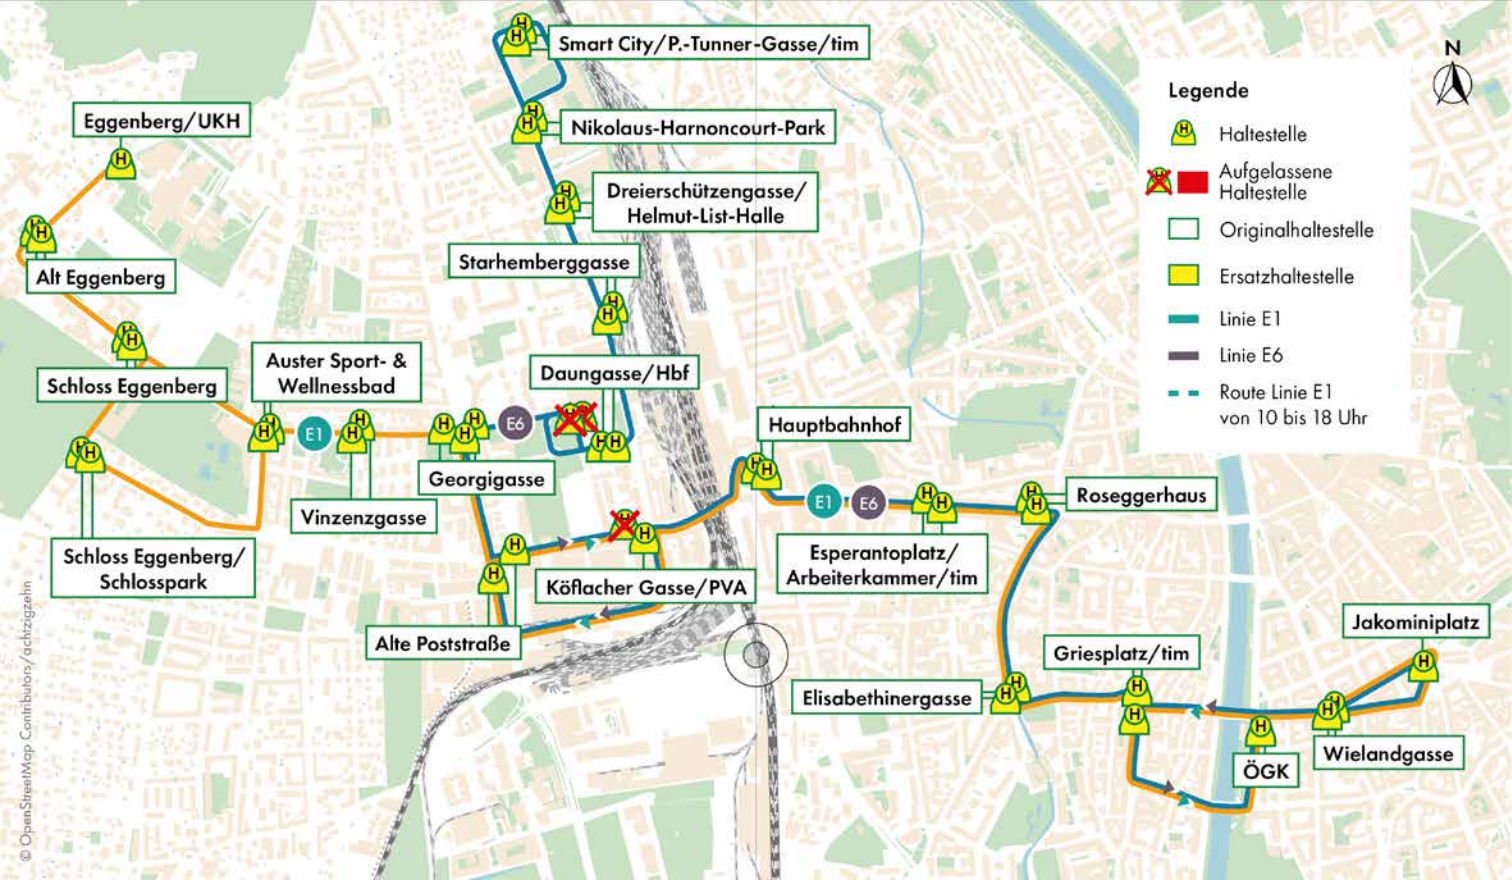 Smart City/P.-Tunner-Gasse/tim
N
Legende
Haltestelle
Aufgelassene
Haltestelle
Originalhaltestelle
Ersatzhaltestelle
Linie E1
Linie E6
Route Linie E1
von 10 bis 18 Uhr
Eggenberg/UKH
Nikolaus-Harnoncourt-Park
Dreierschützengasse/
Helmut-List-Halle
Starhemberggasse
Alt Eggenberg
Auster Sport- &
Wellnessbad
Daungasse/Hbf
Schloss Eggenberg
E1
E6
Hauptbahnhof
Georgigasse
Vinzenzgasse
E1
E6
Roseggerhaus
Schloss Eggenberg/
Schlosspark
Esperantoplatz/
Arbeiterkammer/tim
Köflacher Gasse/PVA
Alte Poststraße
Jakominiplatz
Griesplatz/tim
Elisabethinergasse
Wielandgasse
ÖGK
© OpenStreetMap Contributors/achtzigzehn